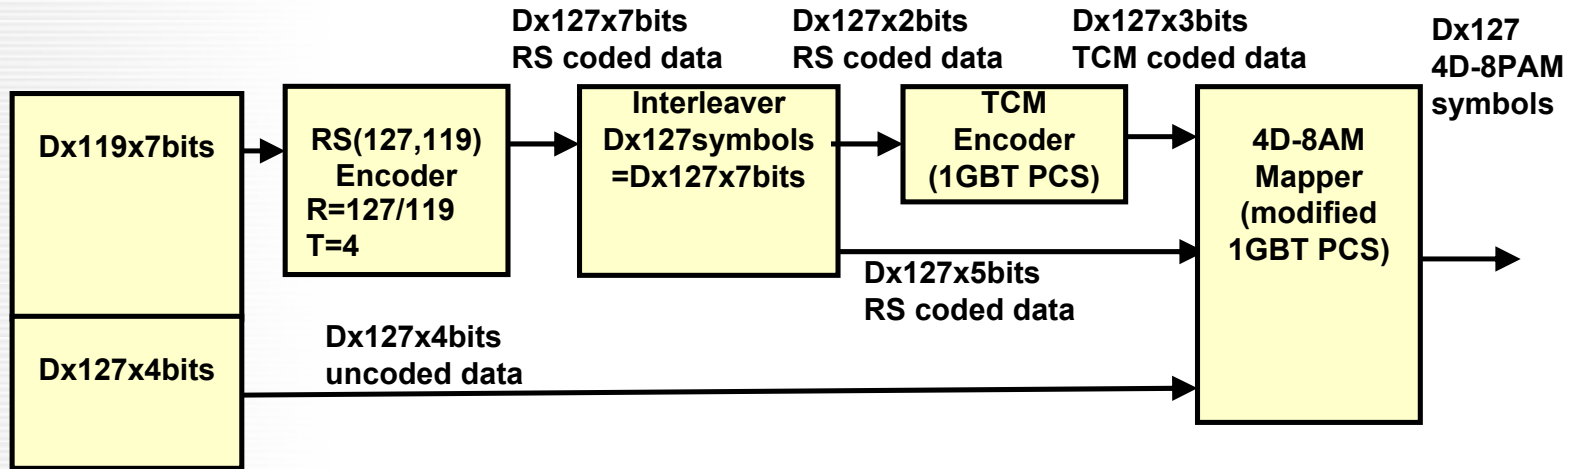 Dx127x7bits
RS coded data
Dx127x2bits
RS coded data
Dx127x3bits
TCM coded data
Dx127
4D-8PAM
symbols
Dx119x7bits
RS(127,119)
Encoder
R=127/119
T=4
Interleaver
Dx127symbols
=Dx127x7bits
TCM
Encoder
(1GBT PCS)
4D-8AM
Mapper
(modified
1GBT PCS)
Dx127x5bits
RS coded data
Dx127x4bits
Dx127x4bits
uncoded data